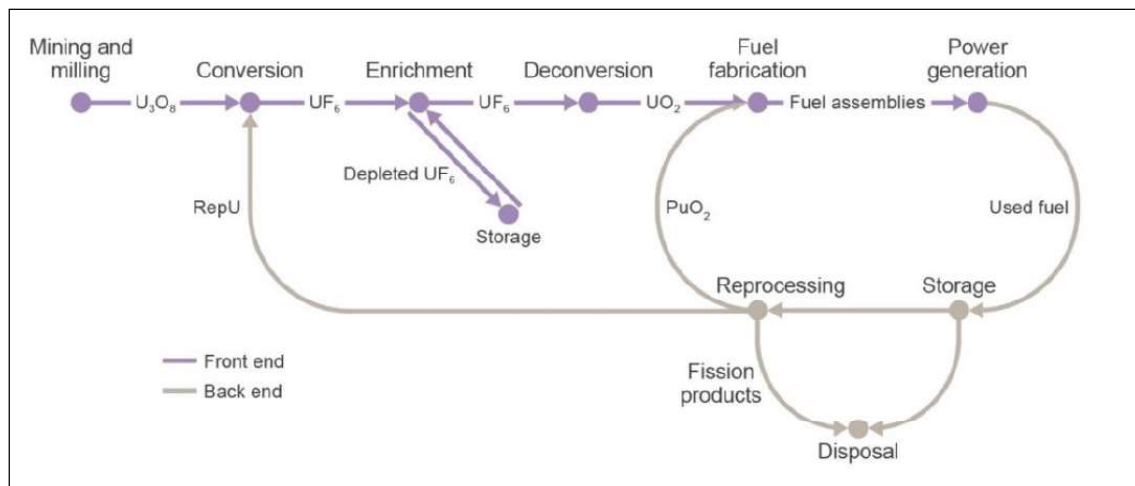 Mining and
milling
Conversion
Enrichment
Deconversion
Fuel
fabrication
Power
generation
U₃O₈
UF₆
UF₆
UO₂
Fuel assemblies
Depleted UF₆
Storage
RepU
PuO₂
Used fuel
Reprocessing
Storage
Fission
products
Disposal
Front end
Back end